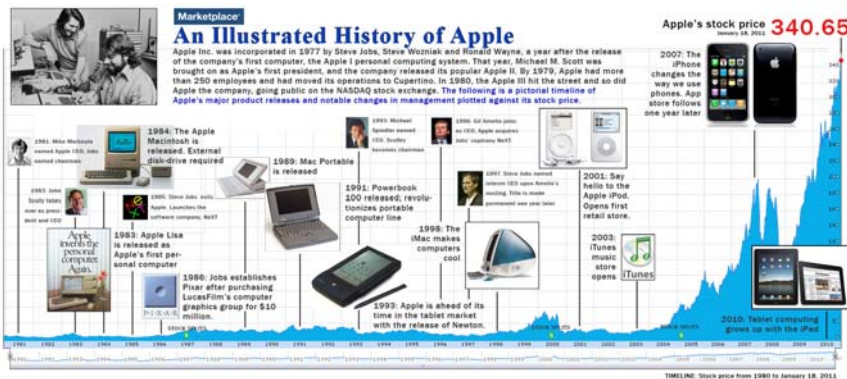 Marketplace®
An Illustrated History of Apple
Apple Inc. was incorporated in 1977 by Steve Jobs, Steve Wozniak and Ronald Wayne, a year after the release
of the company's first computer, the Apple I personal computing system. That year, Michael M. Scott was
brought on as Apple's first president, and the company released its popular Apple II. By 1979, Apple had more
than 250 employees and had moved its operations to Cupertino. In 1980, the Apple III hit the street and so did
Apple the company, going public on the NASDAQ stock exchange. The following is a pictorial timeline of
Apple's major product releases and notable changes in management plotted against its stock price.
Apple's stock price 340.65
January 18, 2011
2007: The
iPhone
changes the
way we use
phones. App
store follows
one year later
1981: Mike Markkula
named Apple CEO, Jobs
named chairman
1984: The Apple
Macintosh is
released. External
disk-drive required
1983: John
Scully takes
over as presi-
dent and CEO
1985: Steve Jobs exits
Apple. Launches the
software company, NeXT
1983: Apple Lisa
is released as
Apple's first per-
sonal computer
Apple
invents the
personal
computer.
Again.
1986: Jobs establishes
Pixar after purchasing
LucasFilm's computer
graphics group for $10
million.
P·I·X·A·R
1989: Mac Portable
is released
1991: Powerbook
100 released; revolu-
tionizes portable
computer line
1993: Michael
Spindler named
CEO, Sculley
becomes chairman
1993: Apple is ahead of its
time in the tablet market
with the release of Newton.
1996: Gil Amelio joins
as CEO, Apple acquires
Jobs' company NeXT
1997: Steve Jobs named
interim CEO upon Amelio's
ousting. Title is made
permanent one year later
1998: The
iMac makes
computers
cool
2001: Say
hello to the
Apple iPod.
Opens first
retail store.
2003:
iTunes
music
store
opens
iTunes
2010: Tablet computing
grows up with the iPad
STOCK SPLITS
STOCK SPLITS
STOCK SPLITS
1981 1982 1983 1984 1985 1986 1987 1988 1989 1990 1991 1992 1993 1994 1995 1996 1997 1998 1999 2000 2001 2002 2003 2004 2005 2006 2007 2008 2009 2010
TIMELINE: Stock price from 1980 to January 18, 2011